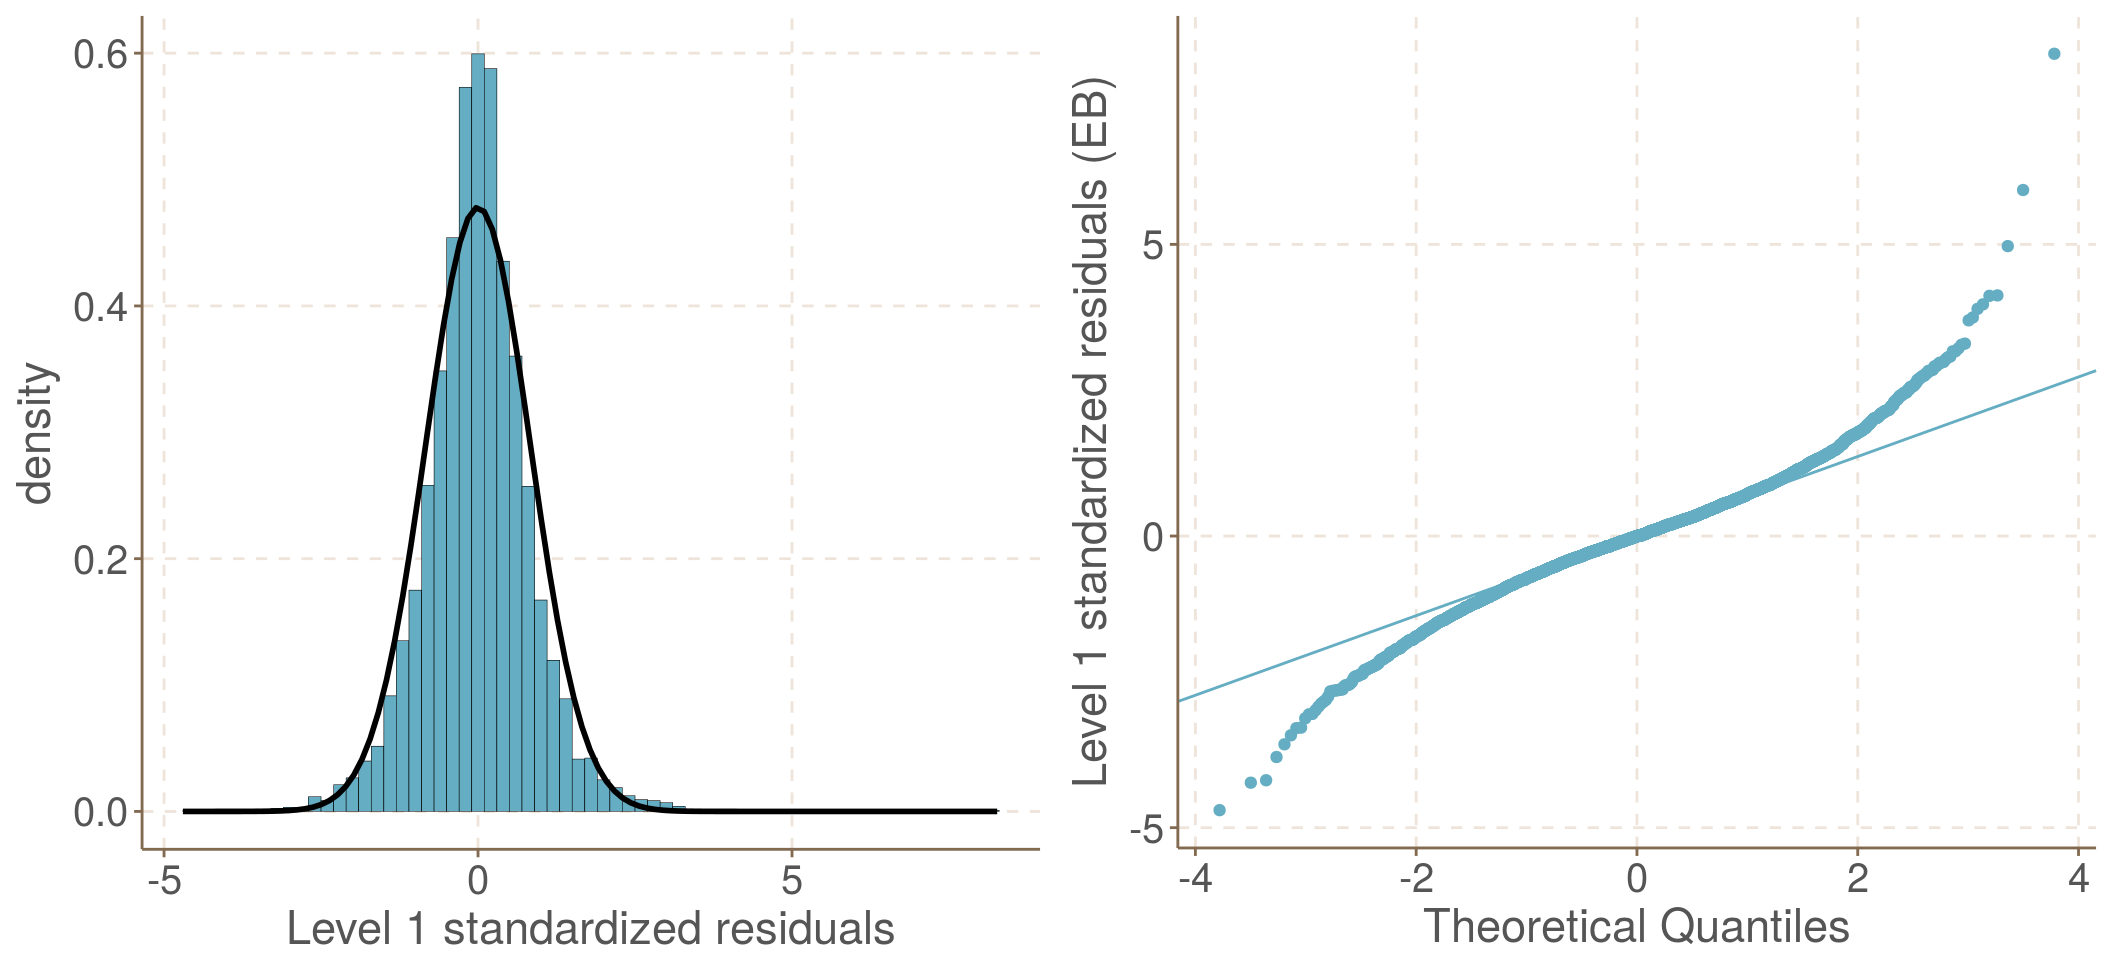 density
0.6
0.4
0.2
0.0
-5 0 5
Level 1 standardized residuals
Level 1 standardized residuals (EB)
5
0
-5
-4 -2 0 2 4
Theoretical Quantiles